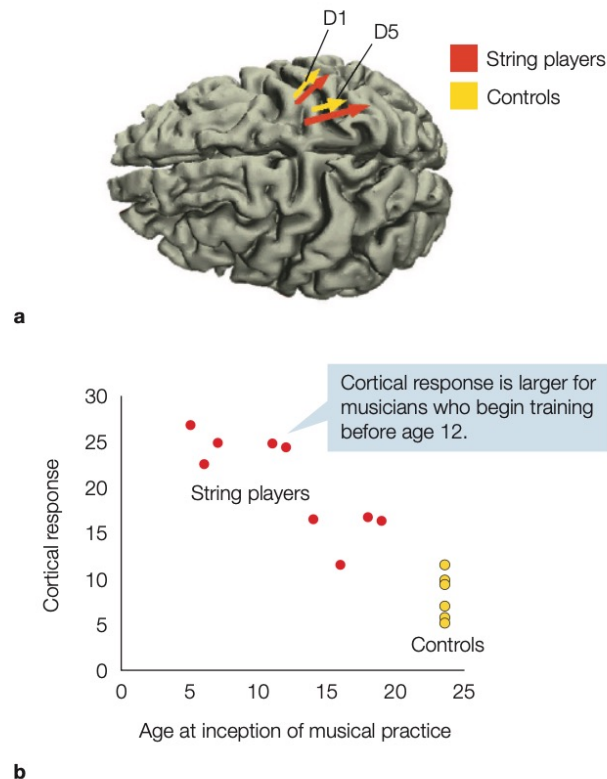 D1
D5
String players
Controls
a
Cortical response is larger for
musicians who begin training
before age 12.
30
25
20
15
10
5
0
Cortical response
String players
Controls
0 5 10 15 20 25
Age at inception of musical practice
b